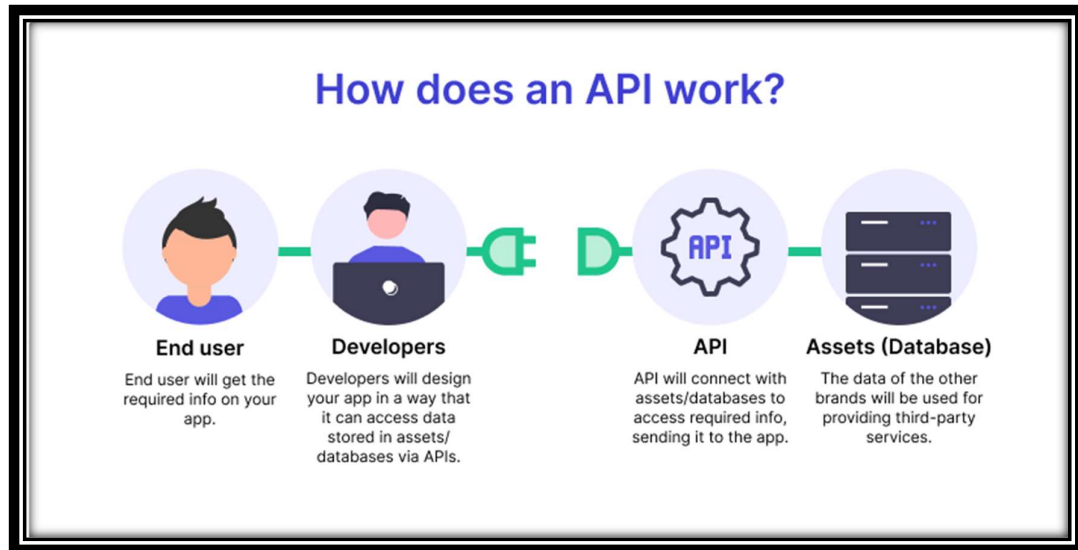 How does an API work?
API
End user
End user will get the
required info on your
app.
Developers
Developers will design
your app in a way that
it can access data
stored in assets/
databases via APIs.
API
API will connect with
assets/databases to
access required info,
sending it to the app.
Assets (Database)
The data of the other
brands will be used for
providing third-party
services.